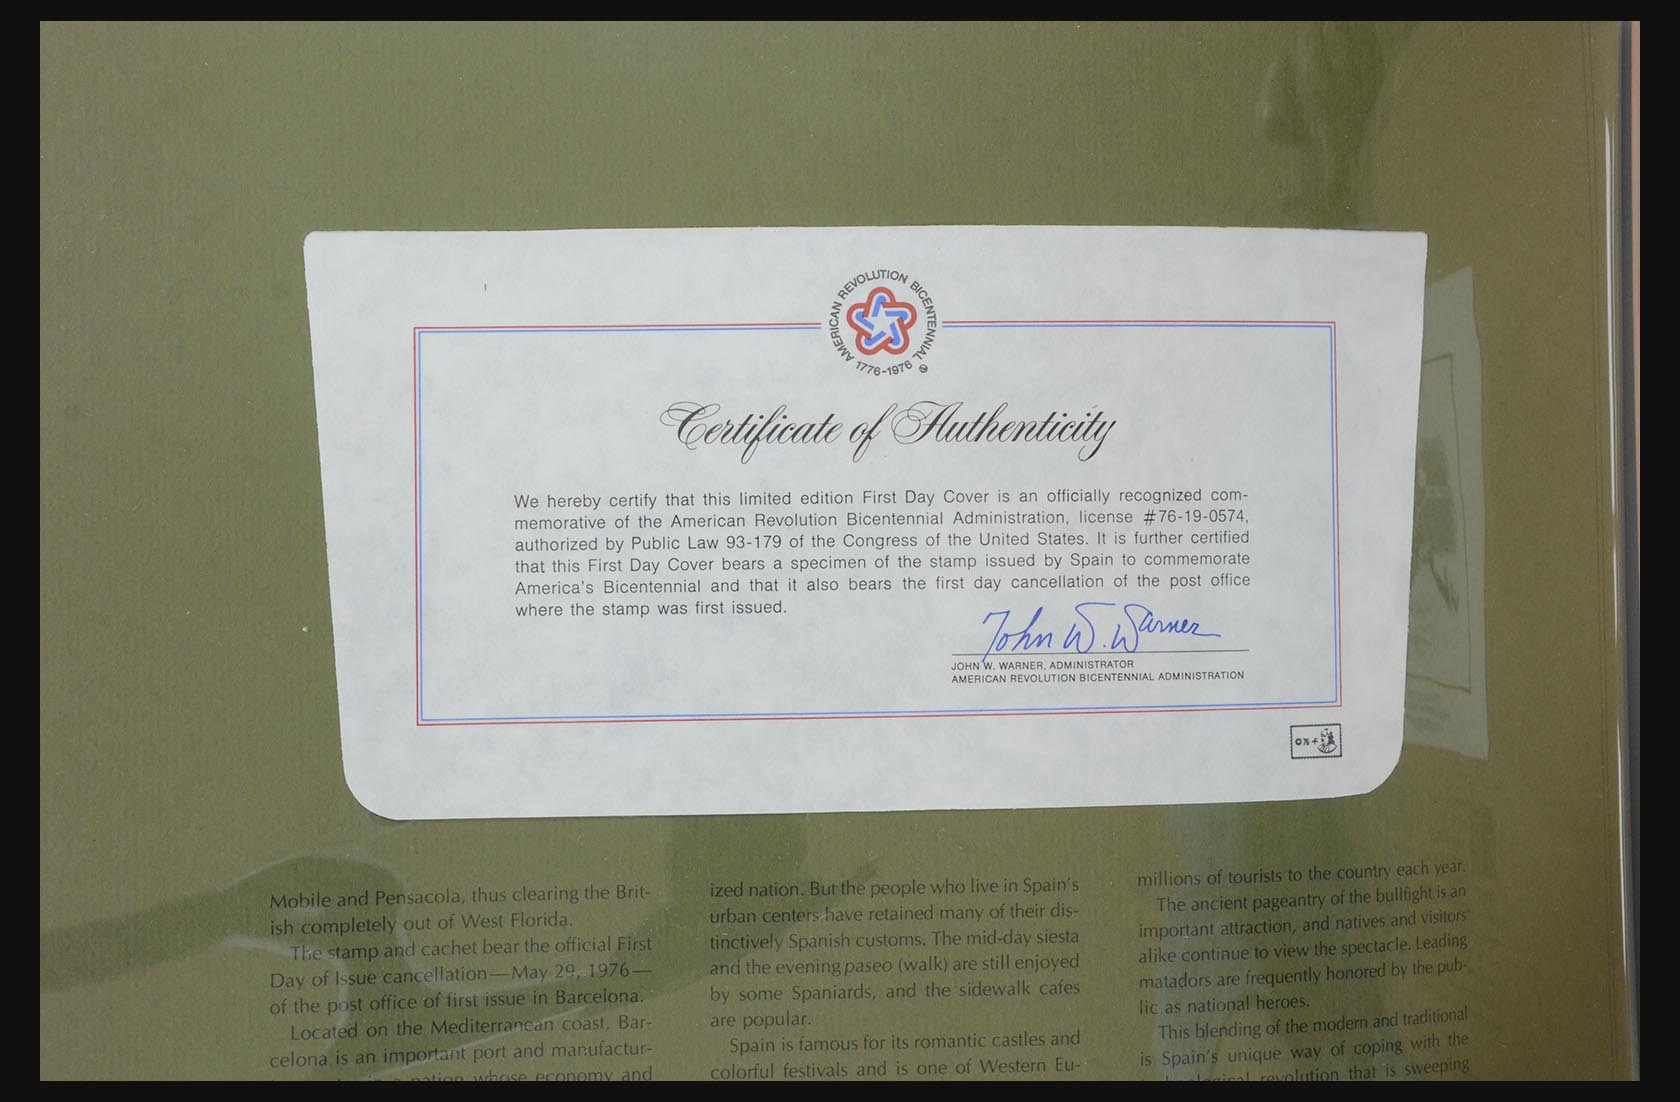 AMERICAN REVOLUTION BICENTENNIAL
1776-1976
Certificate of Authenticity
We hereby certify that this limited edition First Day Cover is an officially recognized com-
memorative of the American Revolution Bicentennial Administration, license #76-19-0574,
authorized by Public Law 93-179 of the Congress of the United States. It is further certified
that this First Day Cover bears a specimen of the stamp issued by Spain to commemorate
America's Bicentennial and that it also bears the first day cancellation of the post office
where the stamp was first issued.
John W. Warner
JOHN W. WARNER, ADMINISTRATOR
AMERICAN REVOLUTION BICENTENNIAL ADMINISTRATION
Mobile and Pensacola, thus clearing the Brit-
ish completely out of West Florida.
The stamp and cachet bear the official First
Day of Issue cancellation—May 29, 1976—
of the post office of first issue in Barcelona.
Located on the Mediterranean coast, Bar-
celona is an important port and manufactur-
nation whose economy and
ized nation. But the people who live in Spain's
urban centers have retained many of their dis-
tinctively Spanish customs. The mid-day siesta
and the evening paseo (walk) are still enjoyed
by some Spaniards, and the sidewalk cafes
are popular.
Spain is famous for its romantic castles and
colorful festivals and is one of Western Eu-
millions of tourists to the country each year.
The ancient pageantry of the bullfight is an
important attraction, and natives and visitors
alike continue to view the spectacle. Leading
matadors are frequently honored by the pub-
lic as national heroes.
This blending of the modern and traditional
is Spain's unique way of coping with the
revolution that is sweeping